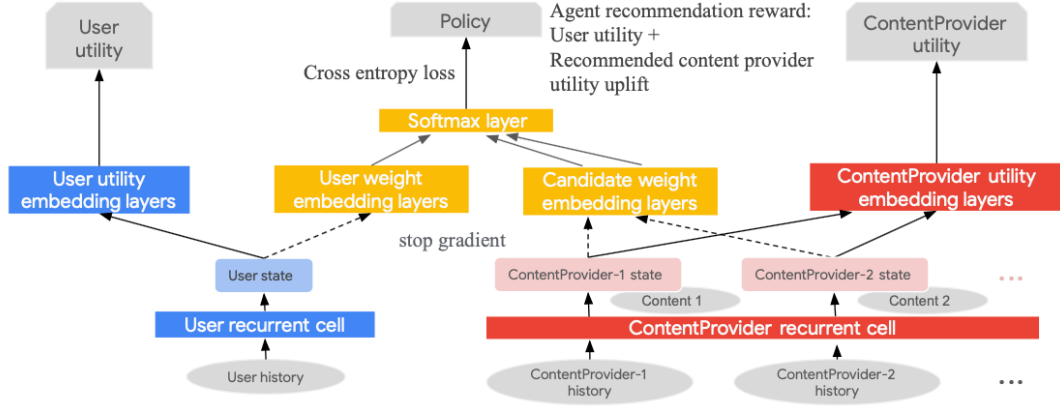 User
utility
Policy
Agent recommendation reward:
User utility +
Recommended content provider
utility uplift
ContentProvider
utility
Cross entropy loss
Softmax layer
User utility
embedding layers
User weight
embedding layers
Candidate weight
embedding layers
ContentProvider utility
embedding layers
stop gradient
User state
ContentProvider-1 state
ContentProvider-2 state
...
Content 1
Content 2
User recurrent cell
ContentProvider recurrent cell
User history
ContentProvider-1
history
ContentProvider-2
history
...